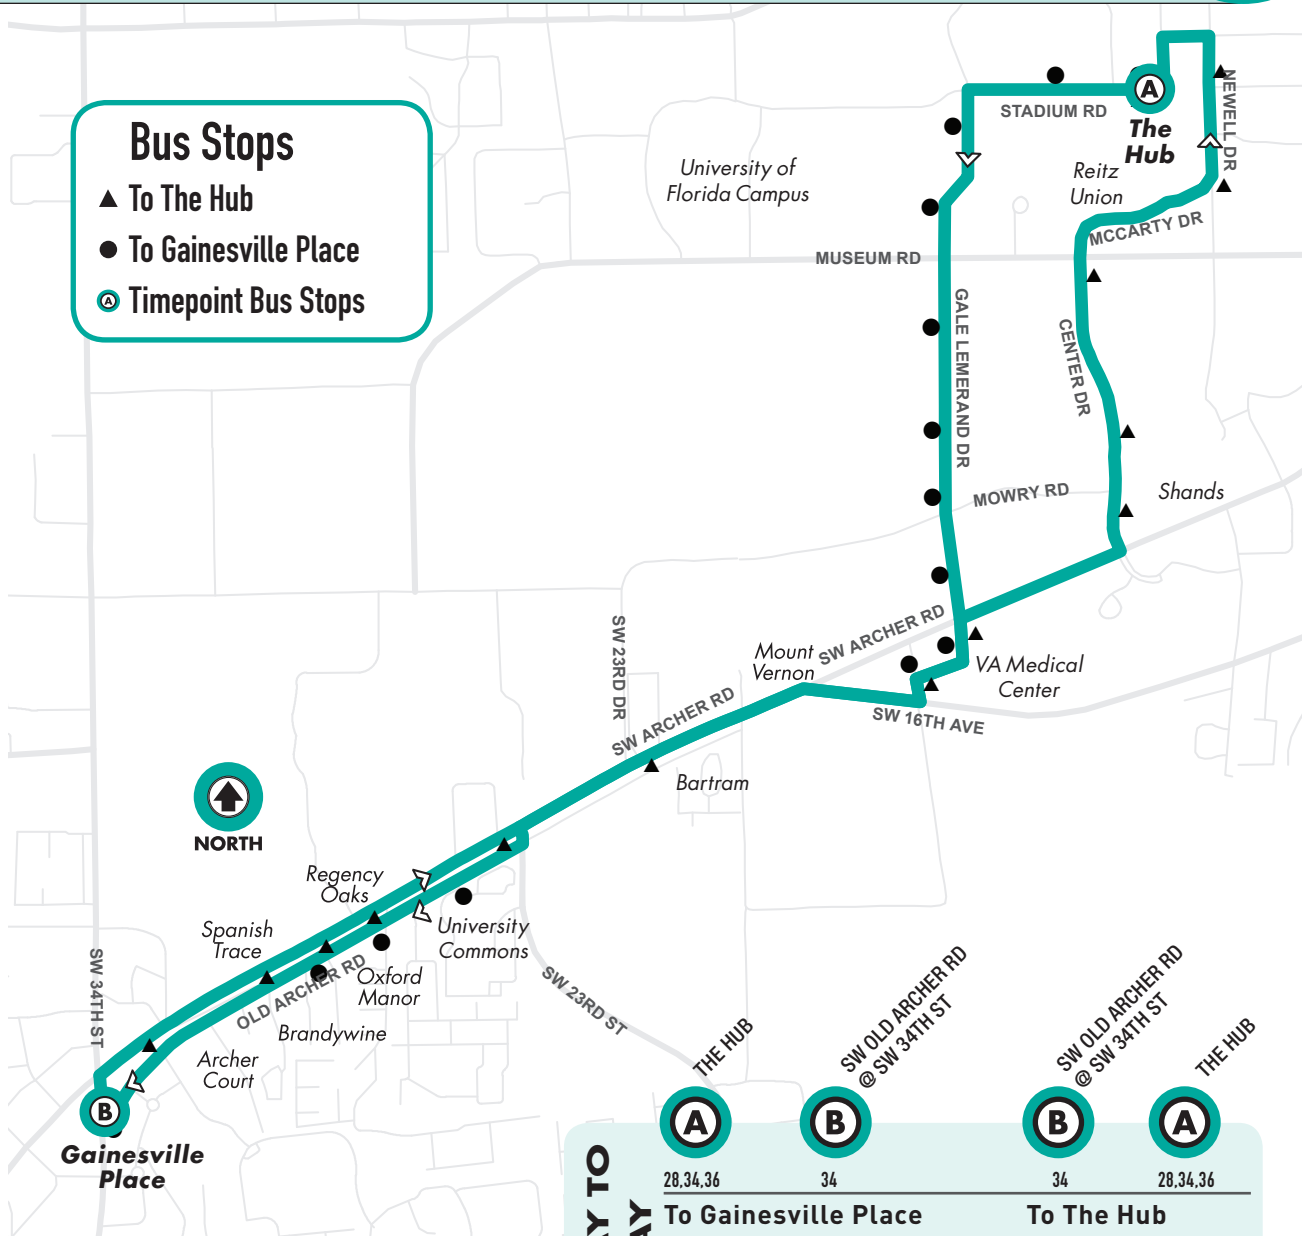 Bus Stops
To The Hub
To Gainesville Place
A Timepoint Bus Stops
A
The
Hub
STADIUM RD
NEWELL DR
University of
Florida Campus
Reitz
Union
MCCARTY DR
MUSEUM RD
GALE LEMERAND DR
CENTER DR
MOWRY RD
Shands
SW 23RD DR
SW ARCHER RD
Mount
Vernon
VA Medical
Center
SW 16TH AVE
SW ARCHER RD
Bartram
NORTH
Regency
Oaks
University
Commons
Spanish
Trace
Oxford
Manor
OLD ARCHER RD
Brandywine
SW 34TH ST
SW 23RD ST
Archer
Court
B
Gainesville
Place
THE HUB
SW OLD ARCHER RD
@ SW 34TH ST
SW OLD ARCHER RD
@ SW 34TH ST
THE HUB
A
B
B
A
28,34,36
34
34
28,34,36
To Gainesville Place
To The Hub